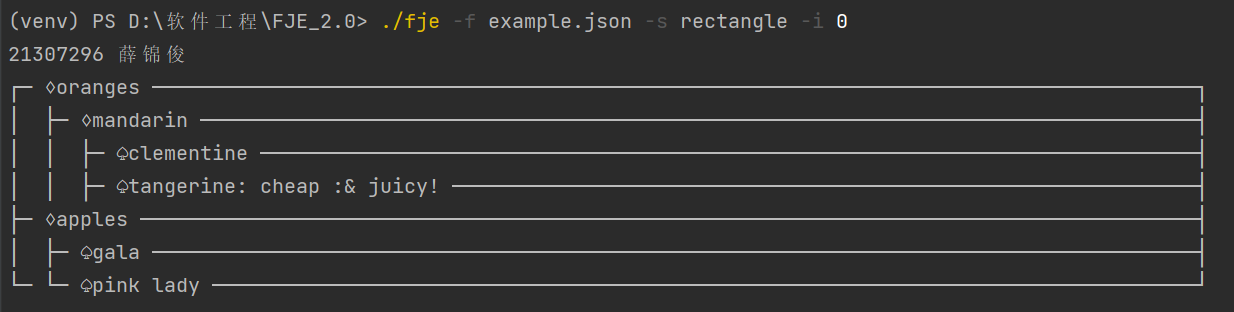 (venv) PS D:\软件工程\FJE_2.0> ./fje -f example.json -s rectangle -i 0
21307296 薛锦俊
┌─ ♢oranges ───────────────────────────────────────┐
│  ├─ ♢mandarin ───────────────────────────────────┤
│  │  ├─ ♤clementine ──────────────────────────────┤
│  │  ├─ ♤tangerine: cheap :& juicy! ──────────────┤
├─ ♢apples ────────────────────────────────────────┤
│  ├─ ♤gala ───────────────────────────────────────┤
└─ └─ ♤pink lady ──────────────────────────────────┘